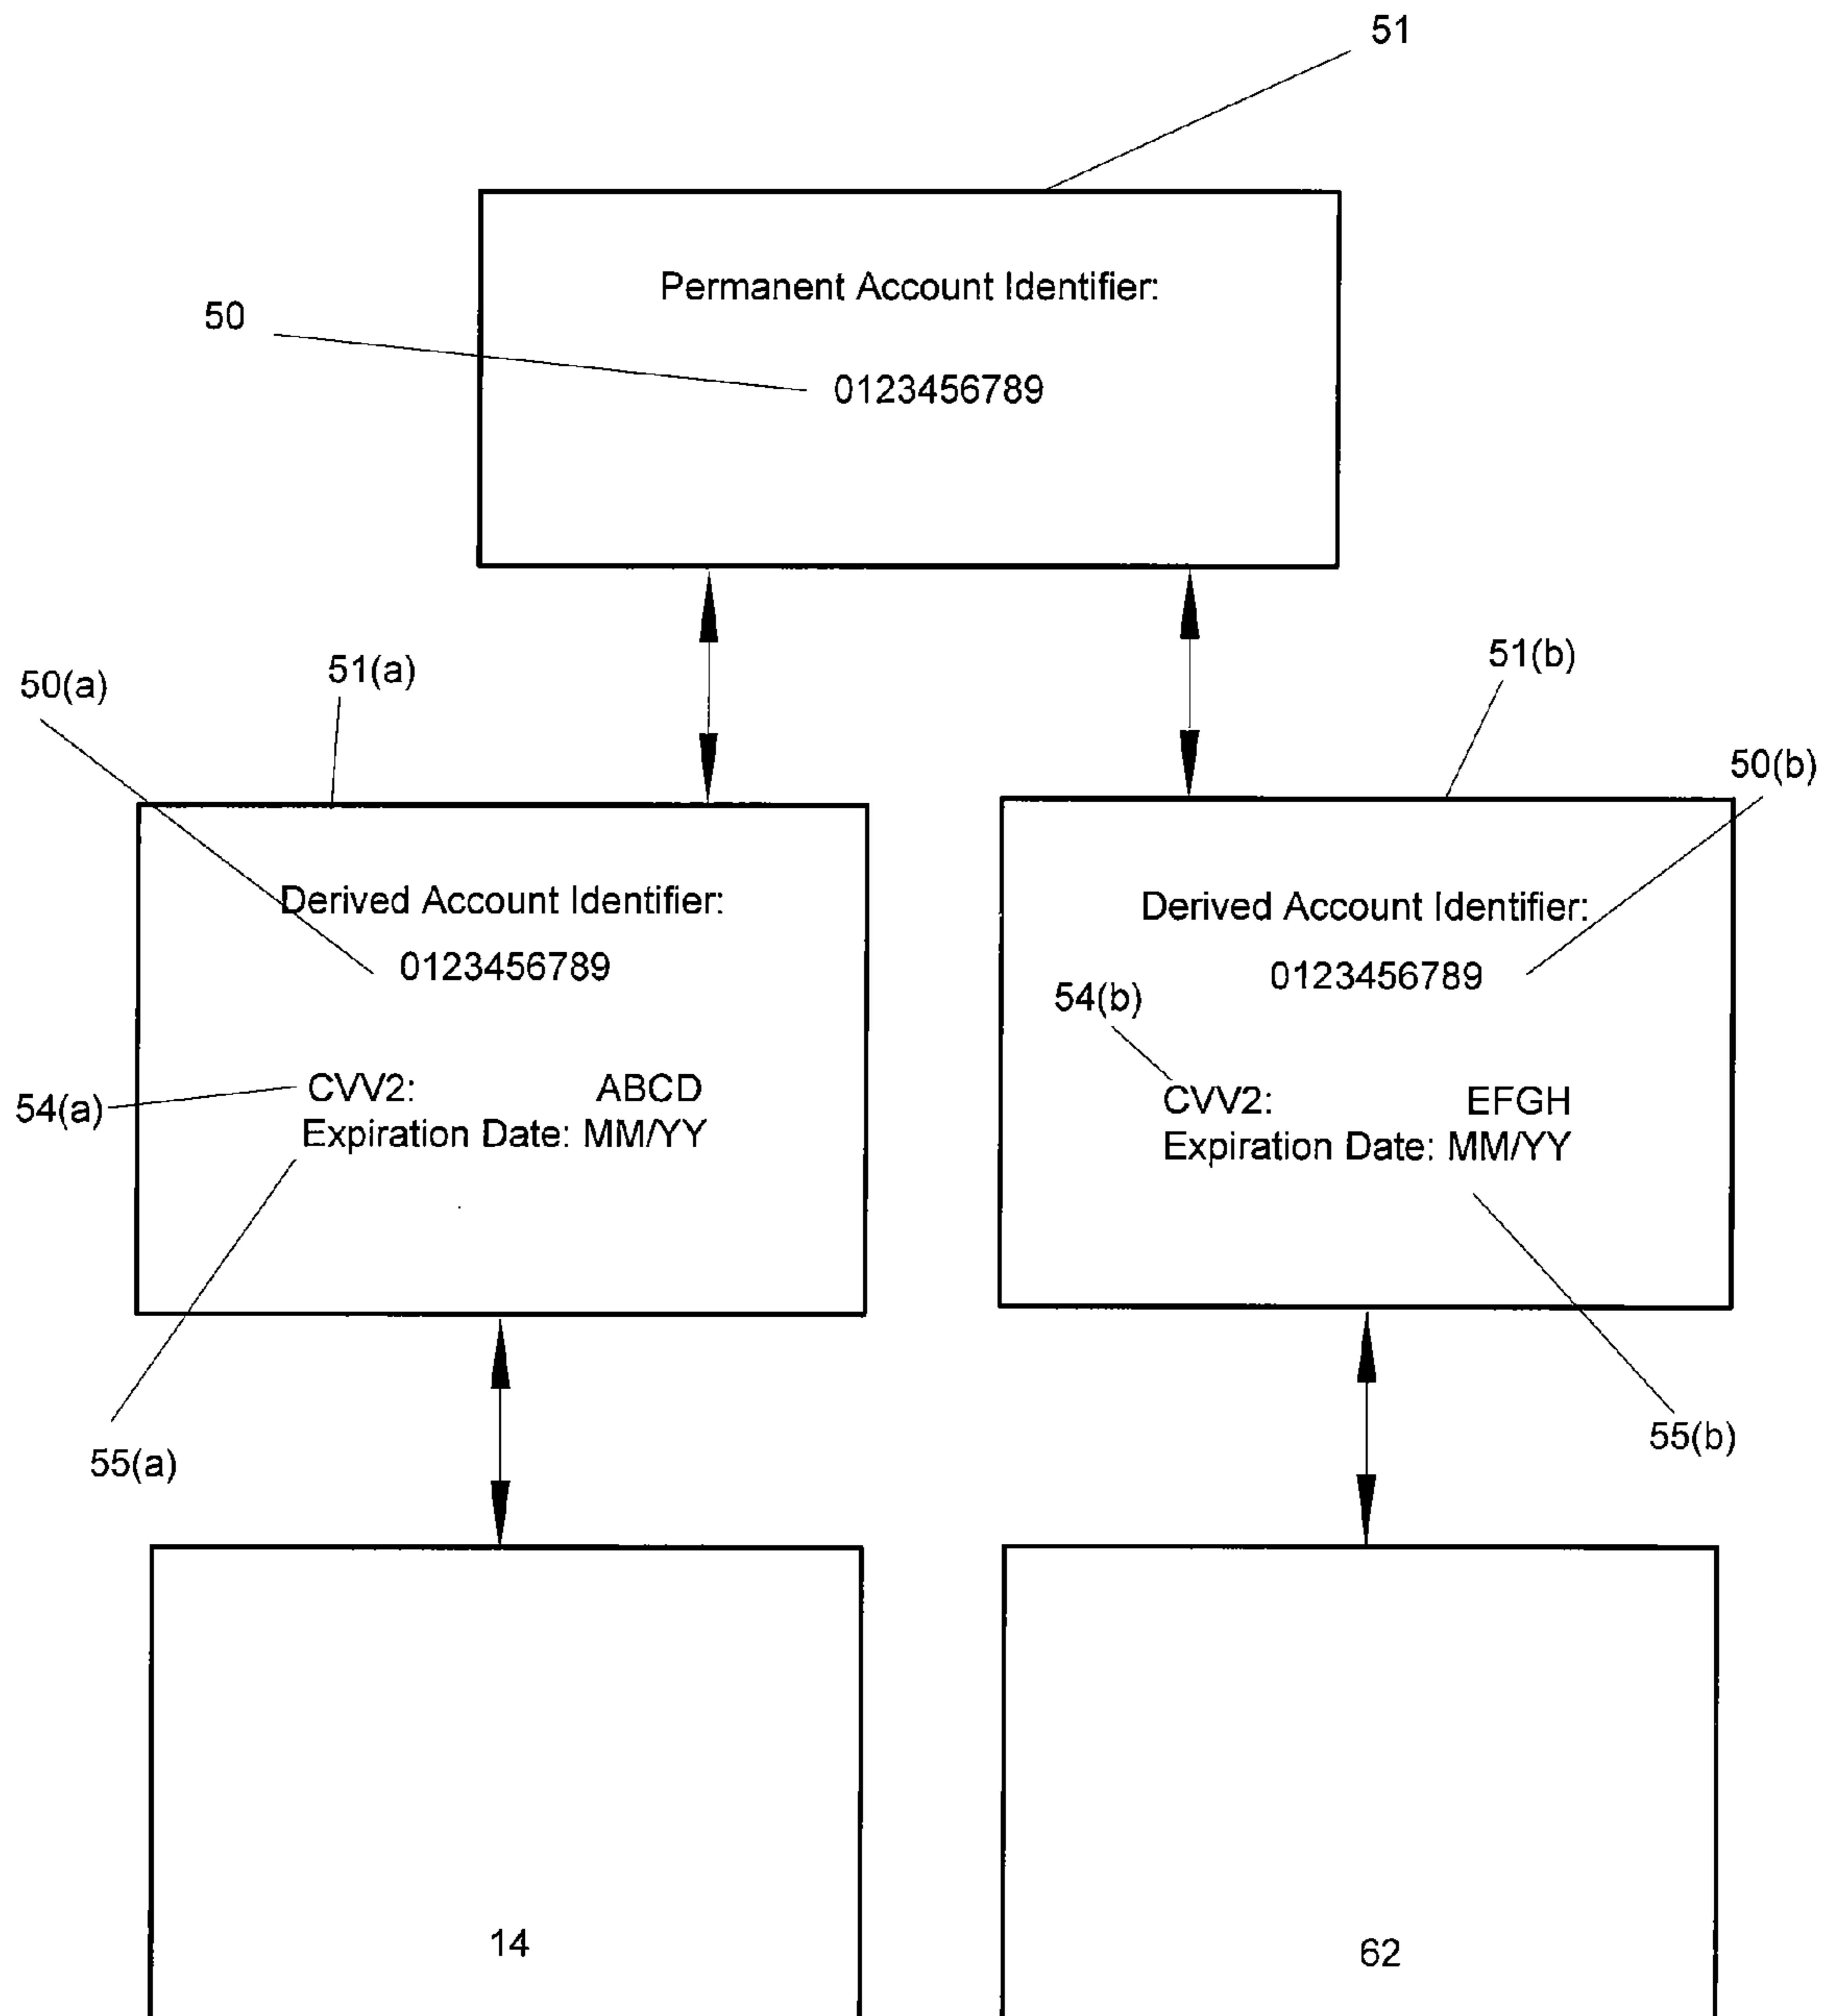 51
Permanent Account Identifier:
50
0123456789
50(a)
51(a)
51(b)
50(b)
Derived Account Identifier:
0123456789
54(a)
CVV2: ABCD
Expiration Date: MM/YY
55(a)
Derived Account Identifier:
0123456789
54(b)
CVV2: EFGH
Expiration Date: MM/YY
55(b)
14
62